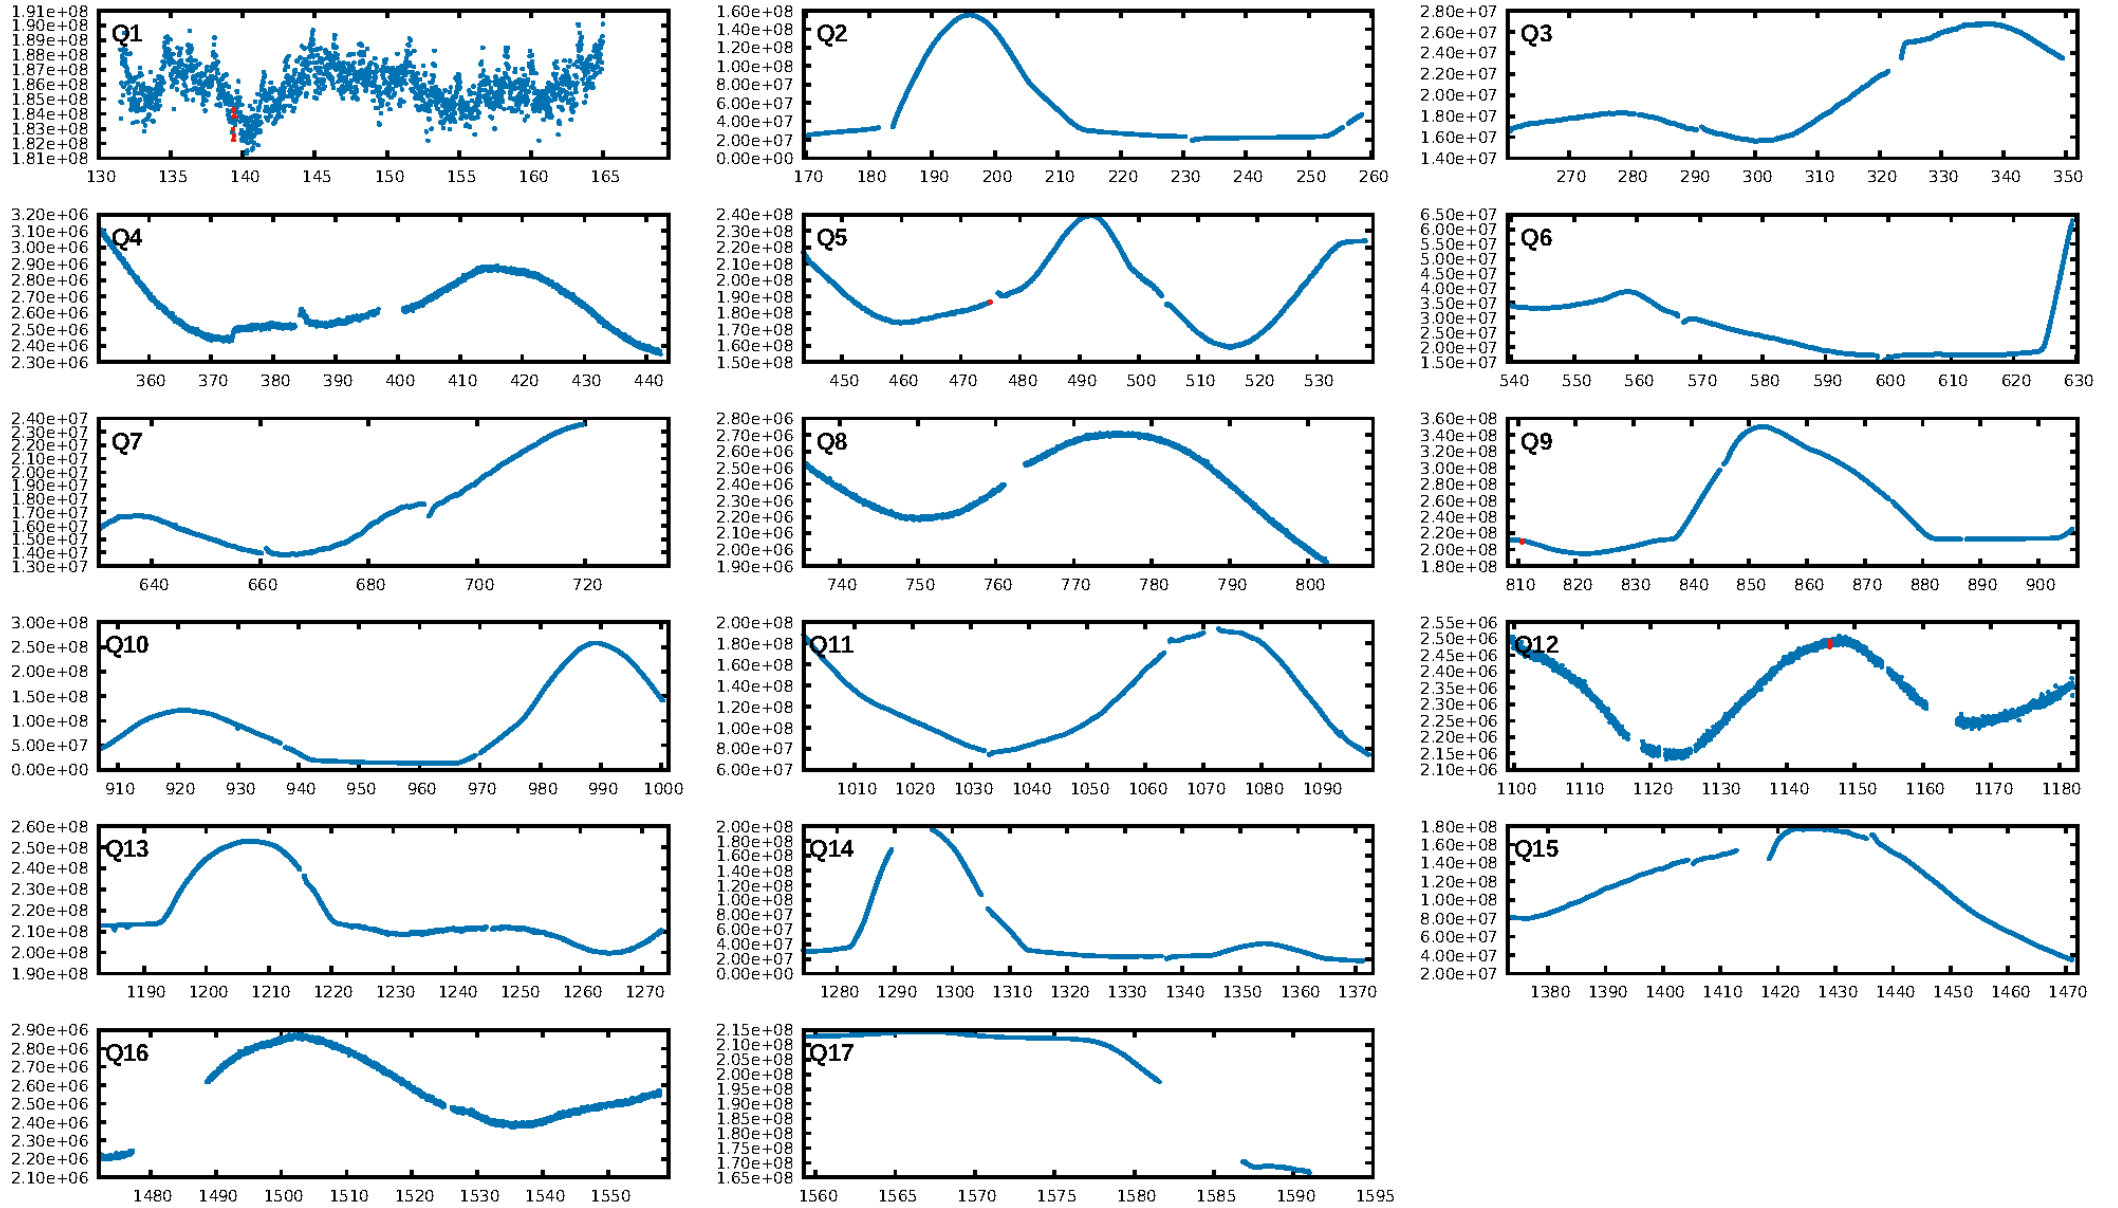 Q1
1.91e+08
1.90e+08
1.89e+08
1.88e+08
1.87e+08
1.86e+08
1.85e+08
1.84e+08
1.83e+08
1.82e+08
1.81e+08
130 135 140 145 150 155 160 165
Q2
1.60e+08
1.40e+08
1.20e+08
1.00e+08
8.00e+07
6.00e+07
4.00e+07
2.00e+07
0.00e+00
170 180 190 200 210 220 230 240 250 260
Q3
2.80e+07
2.60e+07
2.40e+07
2.20e+07
2.00e+07
1.80e+07
1.60e+07
1.40e+07
270 280 290 300 310 320 330 340 350
Q4
3.20e+06
3.10e+06
3.00e+06
2.90e+06
2.80e+06
2.70e+06
2.60e+06
2.50e+06
2.40e+06
2.30e+06
360 370 380 390 400 410 420 430 440
Q5
2.40e+08
2.30e+08
2.20e+08
2.10e+08
2.00e+08
1.90e+08
1.80e+08
1.70e+08
1.60e+08
1.50e+08
450 460 470 480 490 500 510 520 530
Q6
6.50e+07
6.00e+07
5.50e+07
5.00e+07
4.50e+07
4.00e+07
3.50e+07
3.00e+07
2.50e+07
2.00e+07
1.50e+07
540 550 560 570 580 590 600 610 620 630
Q7
2.40e+07
2.30e+07
2.20e+07
2.10e+07
2.00e+07
1.90e+07
1.80e+07
1.70e+07
1.60e+07
1.50e+07
1.40e+07
1.30e+07
640 660 680 700 720
Q8
2.80e+06
2.70e+06
2.60e+06
2.50e+06
2.40e+06
2.30e+06
2.20e+06
2.10e+06
2.00e+06
1.90e+06
740 750 760 770 780 790 800
Q9
3.60e+08
3.40e+08
3.20e+08
3.00e+08
2.80e+08
2.60e+08
2.40e+08
2.20e+08
2.00e+08
1.80e+08
810 820 830 840 850 860 870 880 890 900
Q10
3.00e+08
2.50e+08
2.00e+08
1.50e+08
1.00e+08
5.00e+07
0.00e+00
910 920 930 940 950 960 970 980 990 1000
Q11
2.00e+08
1.80e+08
1.60e+08
1.40e+08
1.20e+08
1.00e+08
8.00e+07
6.00e+07
1010 1020 1030 1040 1050 1060 1070 1080 1090
Q12
2.55e+06
2.50e+06
2.45e+06
2.40e+06
2.35e+06
2.30e+06
2.25e+06
2.20e+06
2.15e+06
2.10e+06
1100 1110 1120 1130 1140 1150 1160 1170 1180
Q13
2.60e+08
2.50e+08
2.40e+08
2.30e+08
2.20e+08
2.10e+08
2.00e+08
1.90e+08
1190 1200 1210 1220 1230 1240 1250 1260 1270
Q14
2.00e+08
1.80e+08
1.60e+08
1.40e+08
1.20e+08
1.00e+08
8.00e+07
6.00e+07
4.00e+07
2.00e+07
0.00e+00
1280 1290 1300 1310 1320 1330 1340 1350 1360 1370
Q15
1.80e+08
1.60e+08
1.40e+08
1.20e+08
1.00e+08
8.00e+07
6.00e+07
4.00e+07
2.00e+07
1380 1390 1400 1410 1420 1430 1440 1450 1460 1470
Q16
2.90e+06
2.80e+06
2.70e+06
2.60e+06
2.50e+06
2.40e+06
2.30e+06
2.20e+06
2.10e+06
1480 1490 1500 1510 1520 1530 1540 1550
Q17
2.15e+08
2.10e+08
2.05e+08
2.00e+08
1.95e+08
1.90e+08
1.85e+08
1.80e+08
1.75e+08
1.70e+08
1.65e+08
1560 1565 1570 1575 1580 1585 1590 1595